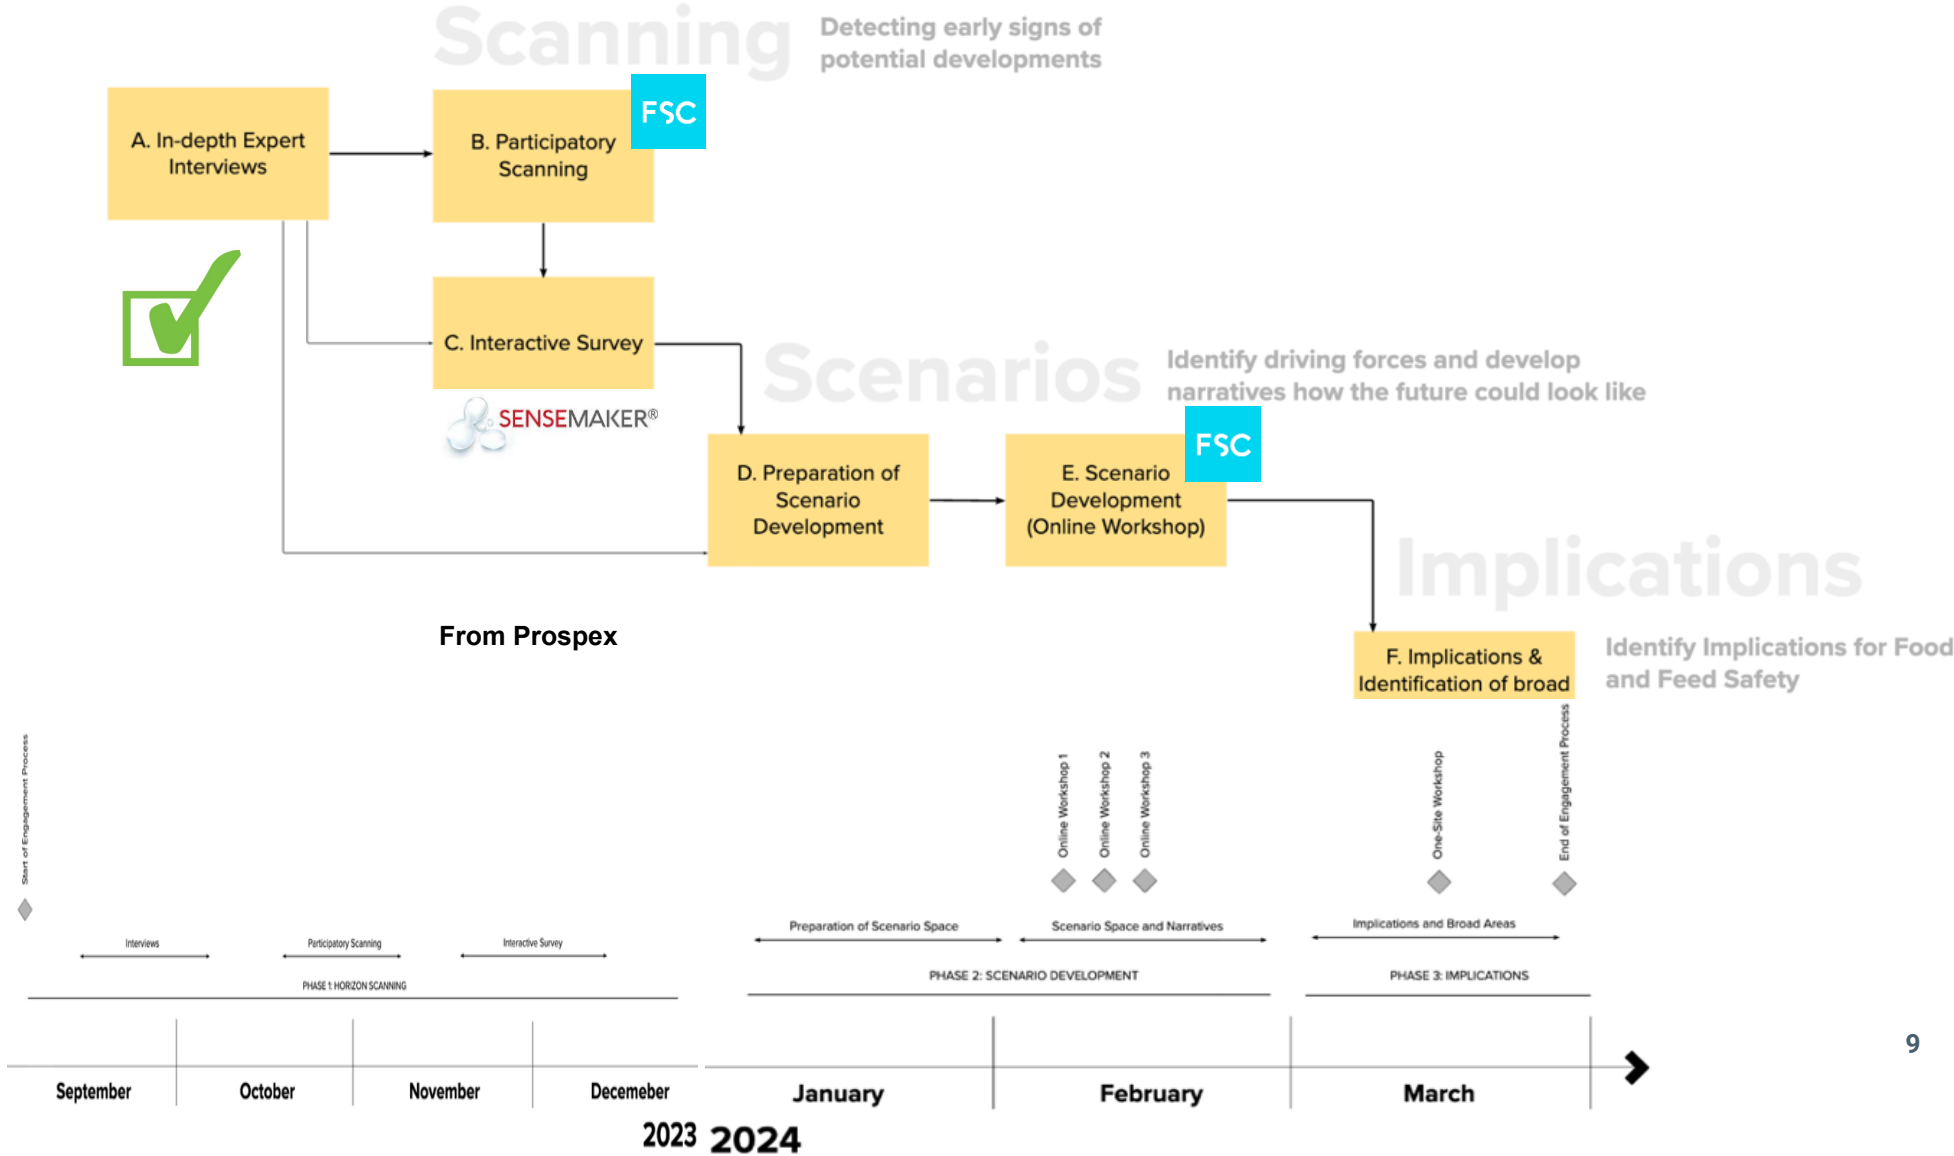 Scanning
Detecting early signs of
potential developments
A. In-depth Expert
Interviews
B. Participatory
Scanning
FSC
C. Interactive Survey
SENSEMAKER®
Scenarios
Identify driving forces and develop
narratives how the future could look like
D. Preparation of
Scenario
Development
E. Scenario
Development
(Online Workshop)
FSC
Implications
Identify Implications for Food
and Feed Safety
F. Implications &
Identification of broad
From Prospex
Start of Engagement Process
Online Workshop 1
Online Workshop 2
Online Workshop 3
One-Site Workshop
End of Engagement Process
Interviews
Participatory Scanning
Interactive Survey
Preparation of Scenario Space
Scenario Space and Narratives
Implications and Broad Areas
PHASE 1: HORIZON SCANNING
PHASE 2: SCENARIO DEVELOPMENT
PHASE 3: IMPLICATIONS
9
September
October
November
Decemeber
January
February
March
2023
2024